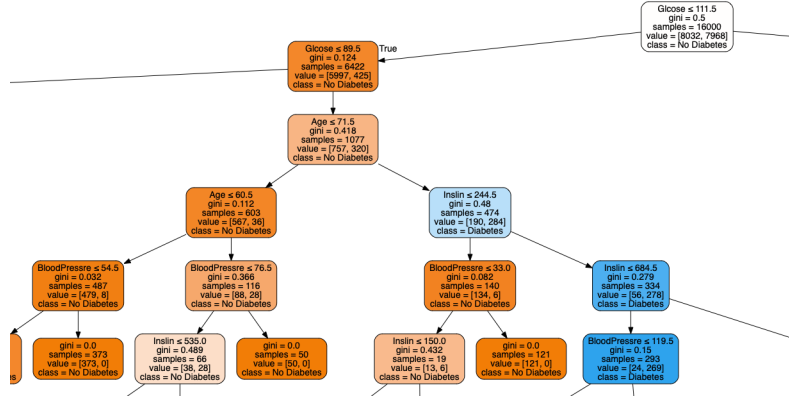 Glcose ≤ 111.5
gini = 0.5
samples = 16000
value = [8032, 7968]
class = No Diabetes
True
Glcose ≤ 89.5
gini = 0.124
samples = 6422
value = [5997, 425]
class = No Diabetes
Age ≤ 71.5
gini = 0.418
samples = 1077
value = [757, 320]
class = No Diabetes
Age ≤ 60.5
gini = 0.112
samples = 603
value = [567, 36]
class = No Diabetes
Inslin ≤ 244.5
gini = 0.48
samples = 474
value = [190, 284]
class = Diabetes
BloodPressre ≤ 54.5
gini = 0.032
samples = 487
value = [479, 8]
class = No Diabetes
BloodPressre ≤ 76.5
gini = 0.366
samples = 116
value = [88, 28]
class = No Diabetes
BloodPressre ≤ 33.0
gini = 0.082
samples = 140
value = [134, 6]
class = No Diabetes
Inslin ≤ 684.5
gini = 0.279
samples = 334
value = [56, 278]
class = Diabetes
gini = 0.0
samples = 373
value = [373, 0]
class = No Diabetes
Inslin ≤ 535.0
gini = 0.489
samples = 66
value = [38, 28]
class = No Diabetes
gini = 0.0
samples = 50
value = [50, 0]
class = No Diabetes
Inslin ≤ 150.0
gini = 0.432
samples = 19
value = [13, 6]
class = No Diabetes
gini = 0.0
samples = 121
value = [121, 0]
class = No Diabetes
BloodPressre ≤ 119.5
gini = 0.15
samples = 293
value = [24, 269]
class = Diabetes